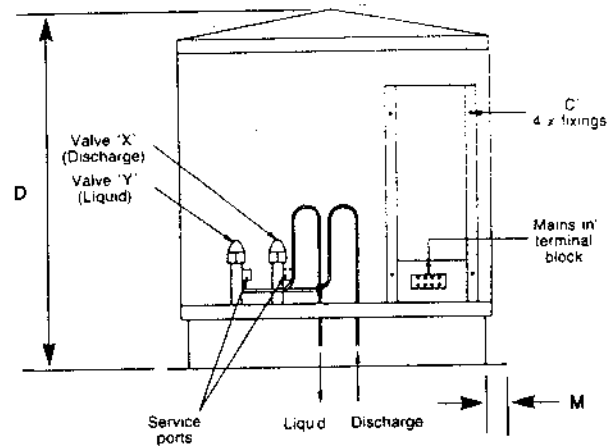 C'
4 x fixings
Valve 'X'
(Discharge)
Valve 'Y'
(Liquid)
D
Mains in'
terminal
block
M
Service
ports
Liquid
Discharge